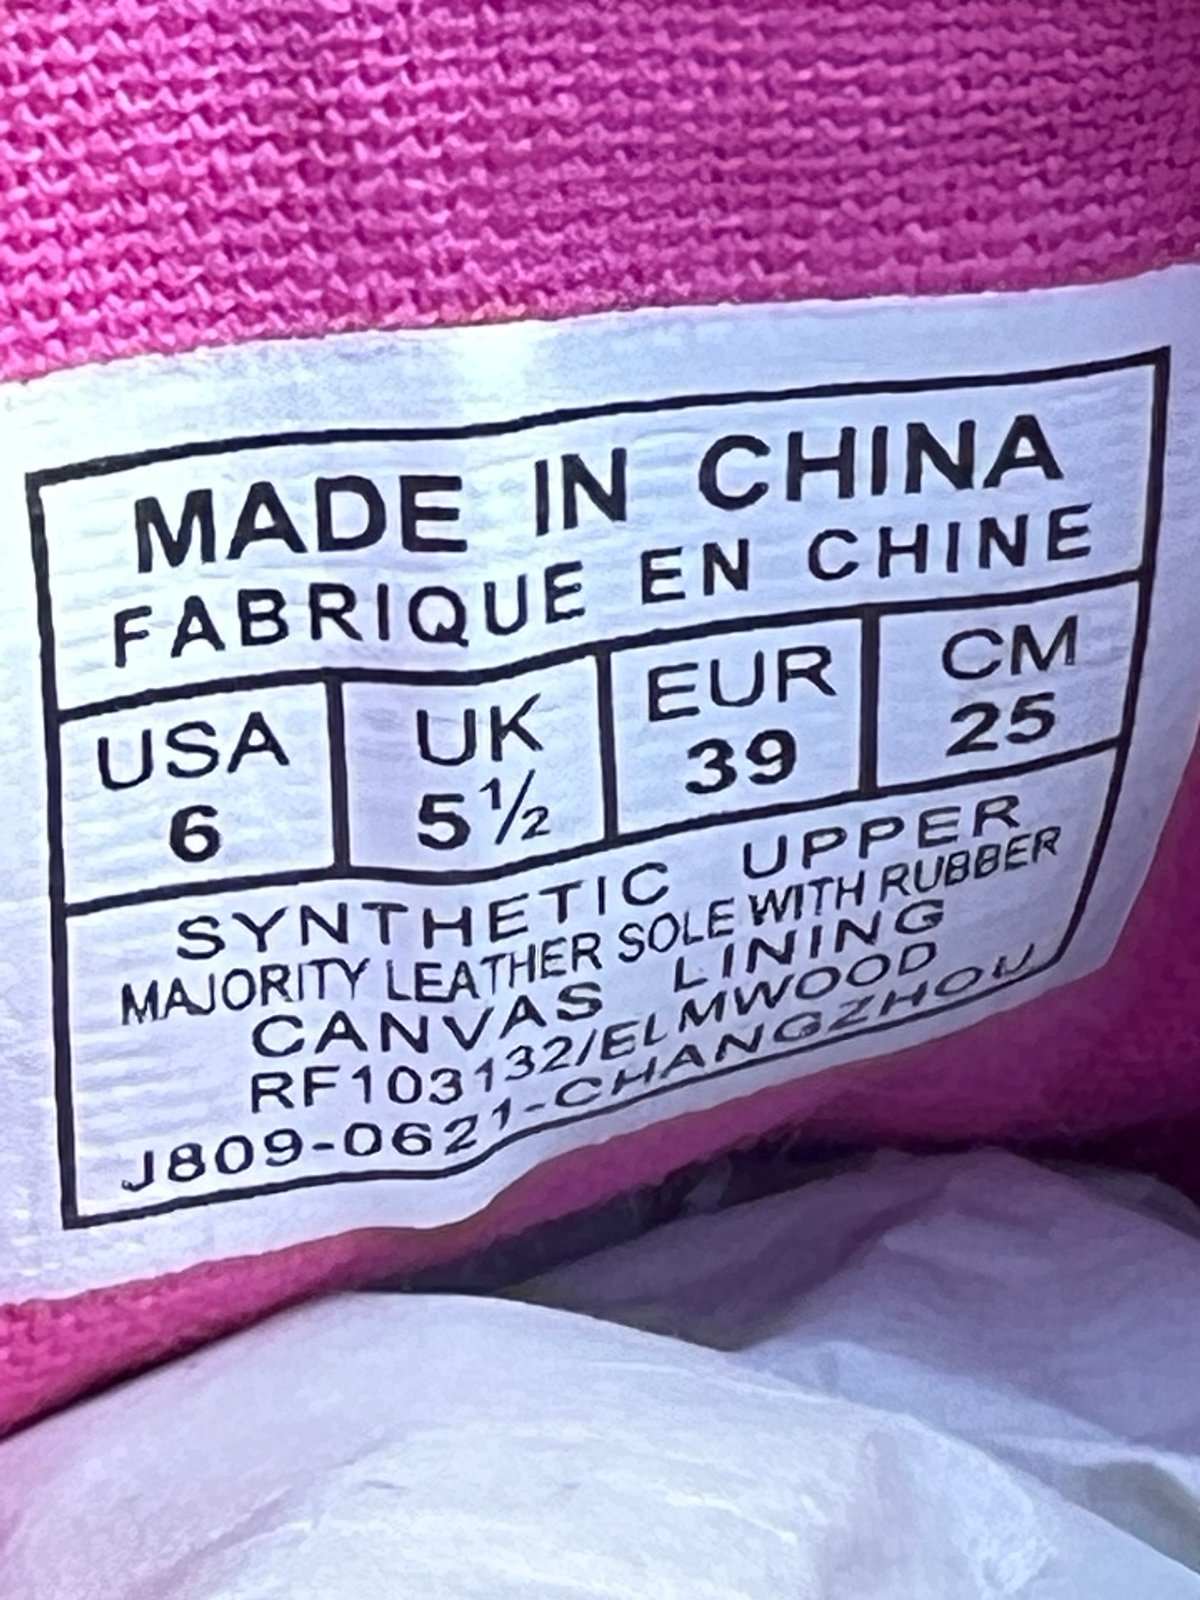 MADE IN CHINA
FABRIQUE EN CHINE
USA UK EUR CM
6 5½ 39 25
SYNTHETIC UPPER
MAJORITY LEATHER SOLE WITH RUBBER
CANVAS LINING
RF103132/ELMWOOD
J809-0621-CHANGZHOU